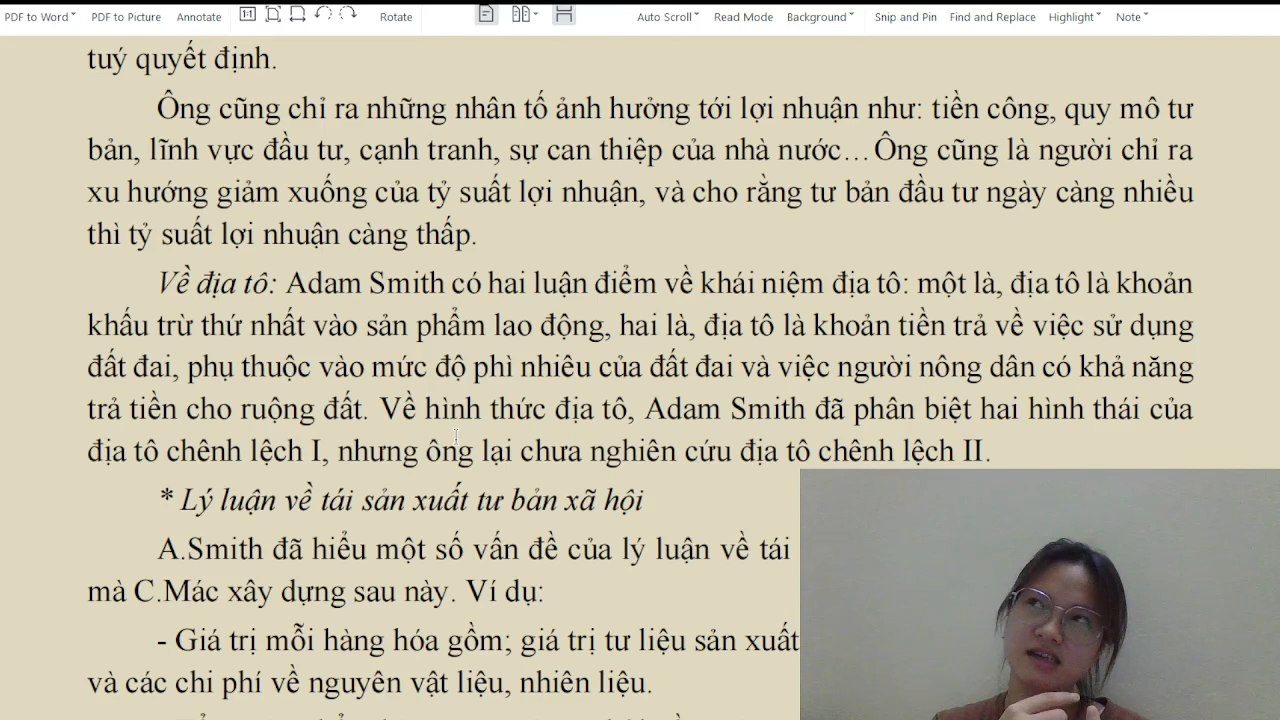 PDF to Word PDF to Picture Annotate Rotate Auto Scroll Read Mode Background Snip and Pin Find and Replace Highlight Note
tuý quyết định.
Ông cũng chỉ ra những nhân tố ảnh hưởng tới lợi nhuận như: tiền công, quy mô tư
bản, lĩnh vực đầu tư, cạnh tranh, sự can thiệp của nhà nước…Ông cũng là người chỉ ra
xu hướng giảm xuống của tỷ suất lợi nhuận, và cho rằng tư bản đầu tư ngày càng nhiều
thì tỷ suất lợi nhuận càng thấp.
Về địa tô: Adam Smith có hai luận điểm về khái niệm địa tô: một là, địa tô là khoản
khấu trừ thứ nhất vào sản phẩm lao động, hai là, địa tô là khoản tiền trả về việc sử dụng
đất đai, phụ thuộc vào mức độ phì nhiêu của đất đai và việc người nông dân có khả năng
trả tiền cho ruộng đất. Về hình thức địa tô, Adam Smith đã phân biệt hai hình thái của
địa tô chênh lệch I, nhưng ông lại chưa nghiên cứu địa tô chênh lệch II.
* Lý luận về tái sản xuất tư bản xã hội
A.Smith đã hiểu một số vấn đề của lý luận về tái
mà C.Mác xây dựng sau này. Ví dụ:
- Giá trị mỗi hàng hóa gồm; giá trị tư liệu sản xuất
và các chi phí về nguyên vật liệu, nhiên liệu.